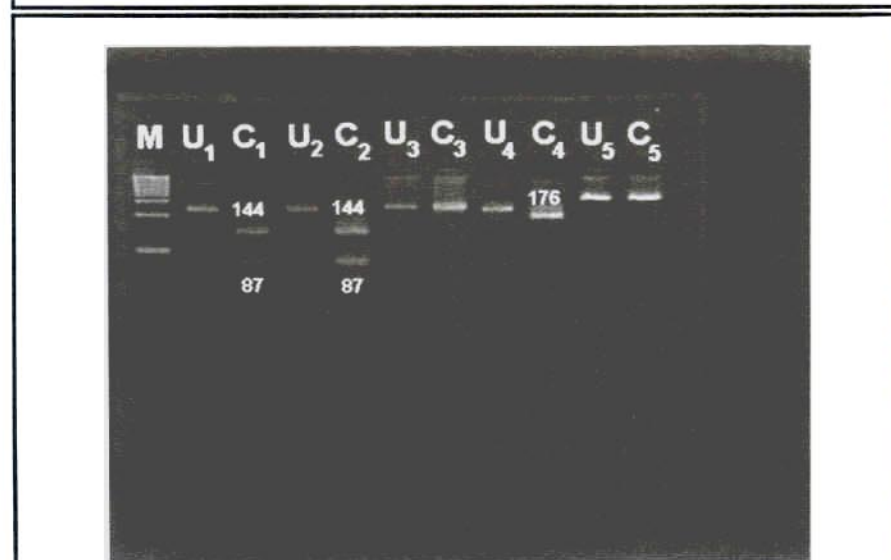 M U₁ C₁ U₂ C₂ U₃ C₃ U₄ C₄ U₅ C₅
144 144 176
87 87